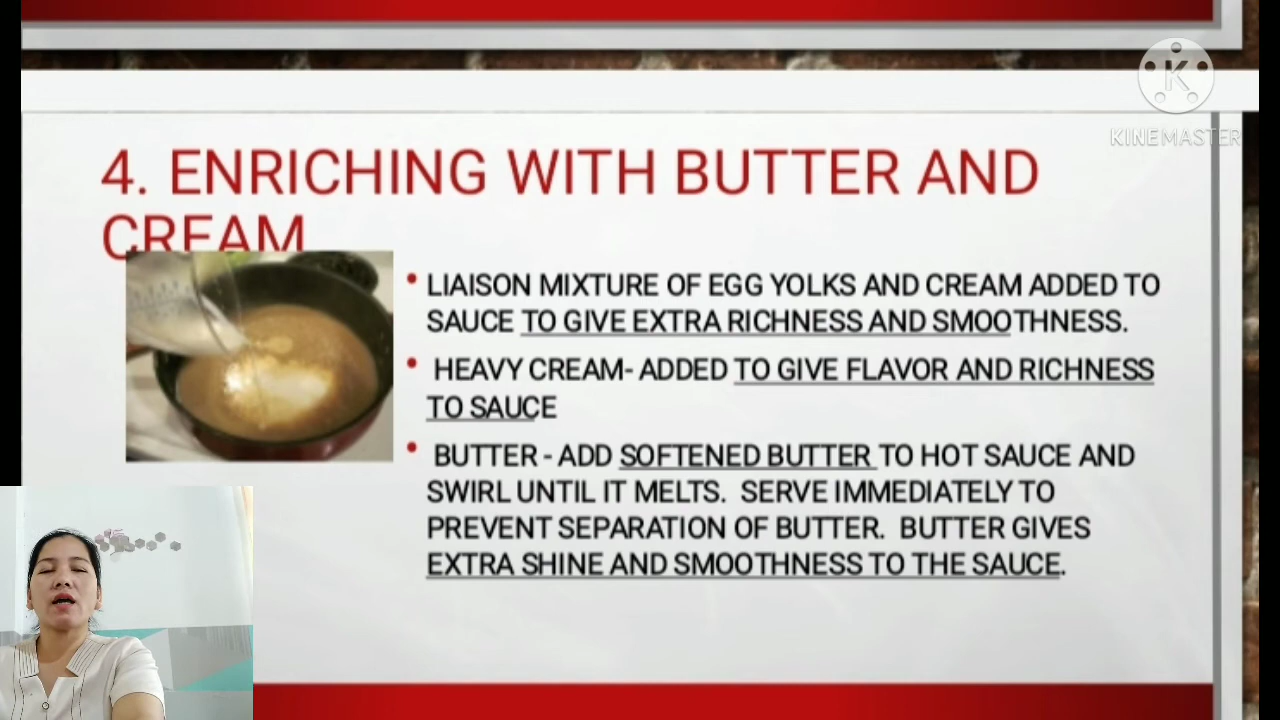 K
KINEMASTER
4. ENRICHING WITH BUTTER AND
CREAM
• LIAISON MIXTURE OF EGG YOLKS AND CREAM ADDED TO
SAUCE TO GIVE EXTRA RICHNESS AND SMOOTHNESS.
• HEAVY CREAM- ADDED TO GIVE FLAVOR AND RICHNESS
TO SAUCE
• BUTTER - ADD SOFTENED BUTTER TO HOT SAUCE AND
SWIRL UNTIL IT MELTS. SERVE IMMEDIATELY TO
PREVENT SEPARATION OF BUTTER. BUTTER GIVES
EXTRA SHINE AND SMOOTHNESS TO THE SAUCE.